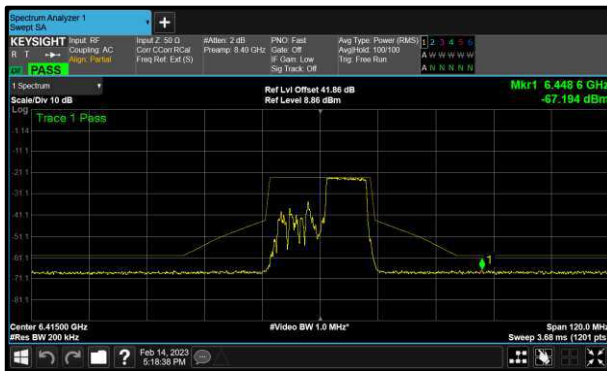 Spectrum Analyzer 1
Swept SA
KEYSIGHT
R T
PASS
Input: RF
Coupling: AC
Align: Partial
Input Z: 50 Ω
Corr CCorr RCal
Freq Ref: Ext (S)
#Atten: 2 dB
Preamp: 8.40 GHz
PNO: Fast
Gate: Off
IF Gain: Low
Sig Track: Off
Avg Type: Power (RMS)
Avg|Hold: 100/100
Trig: Free Run
1 2 3 4 5 6
A W W W W W
A N N N N N
1 Spectrum
Scale/Div 10 dB
Ref Lvl Offset 41.86 dB
Ref Level 8.86 dBm
Mkr1 6.448 6 GHz
-67.194 dBm
Log
Trace 1 Pass
-1.14
-11.1
-21.1
-31.1
-41.1
-51.1
-61.1
-71.1
-81.1
1
Center 6.41500 GHz
#Res BW 200 kHz
#Video BW 1.0 MHz*
Span 120.0 MHz
Sweep 3.68 ms (1201 pts)
Feb 14, 2023
5:18:38 PM